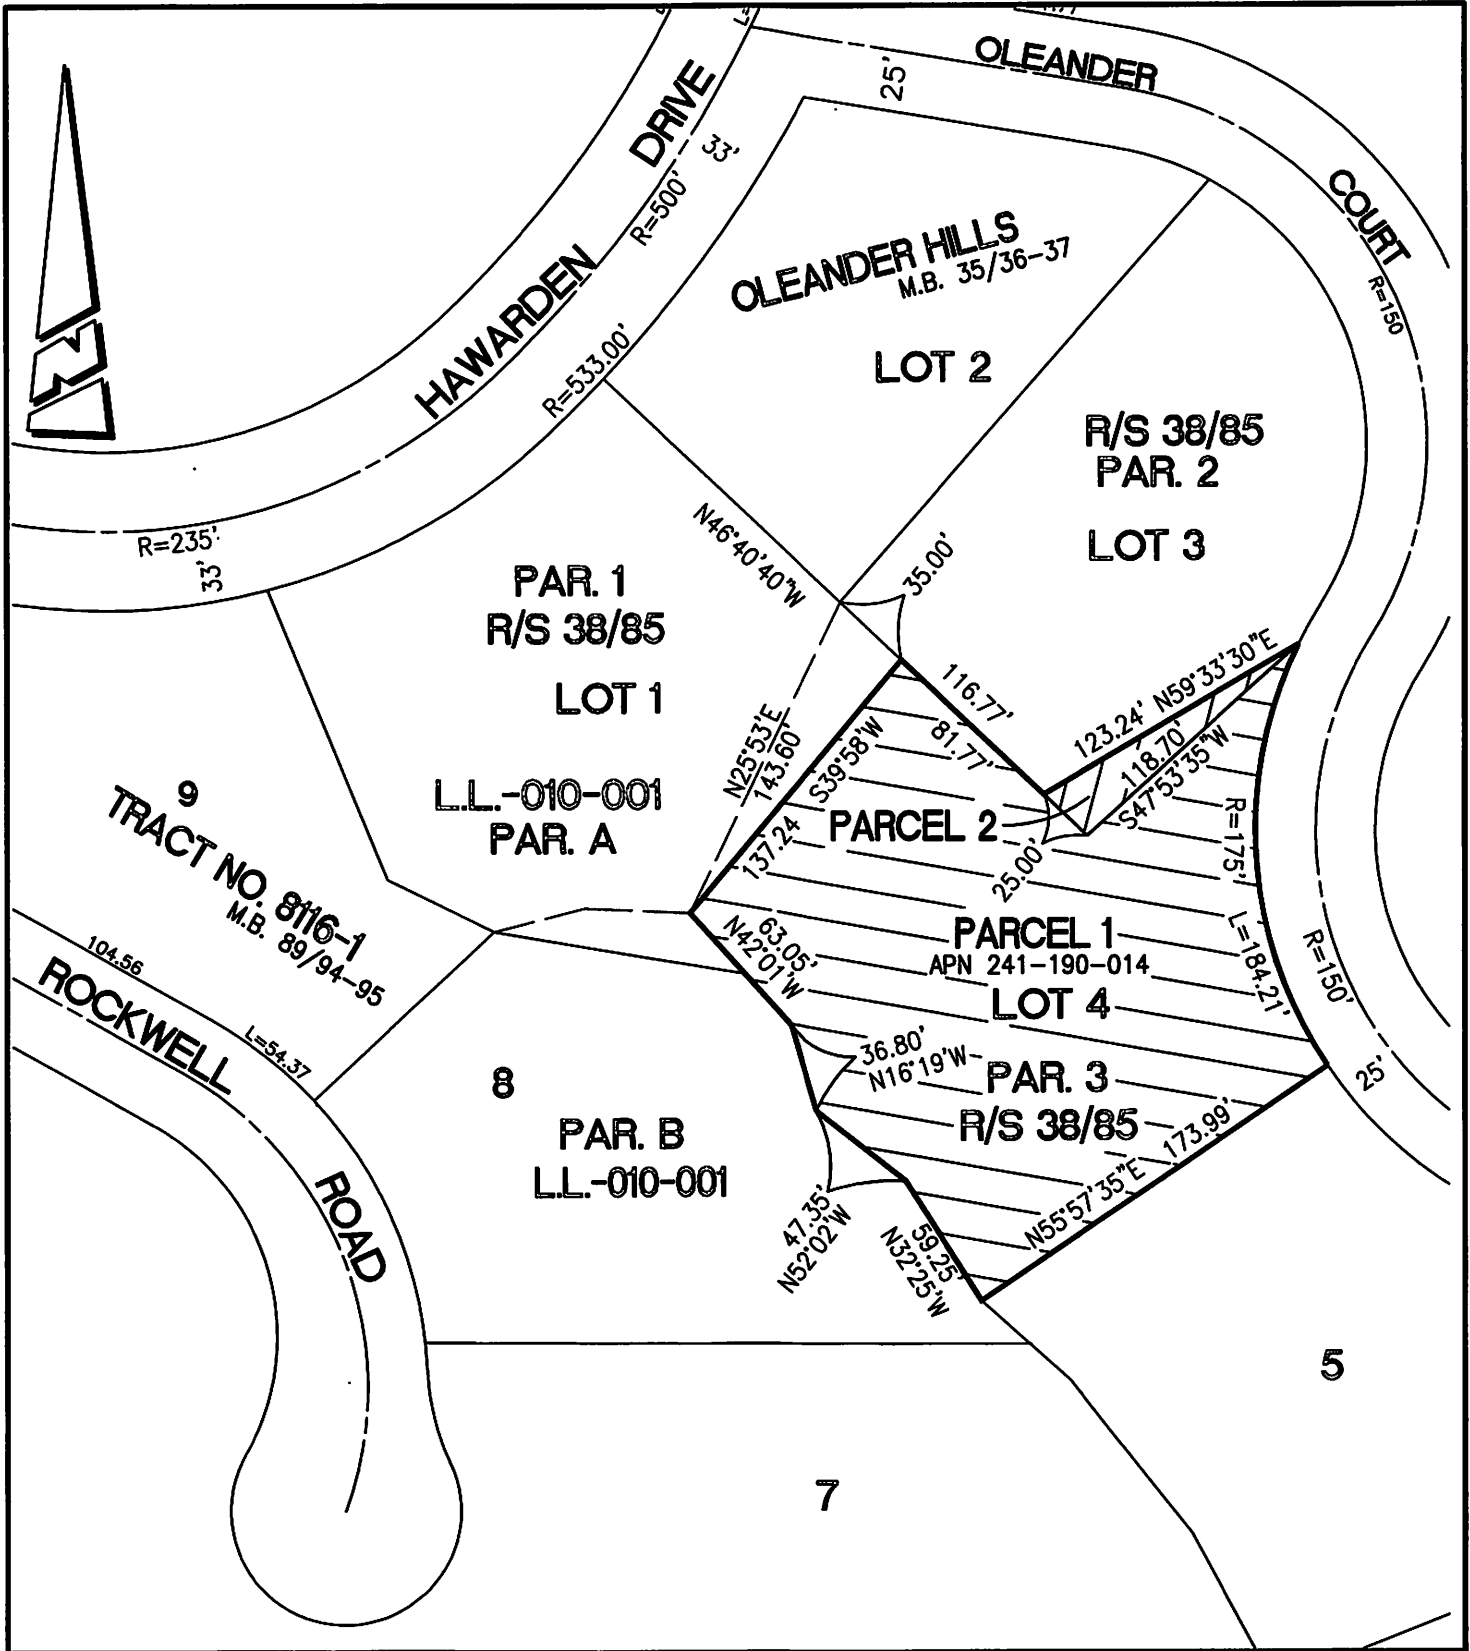 OLEANDER
COURT
25'
HAWARDEN DRIVE
33'
R=500'
R=533.00'
R=235'
33'
N
OLEANDER HILLS
M.B. 35/36-37
LOT 2
R=150
R/S 38/85
PAR. 2
LOT 3
N46°40'40"W
35.00'
PAR. 1
R/S 38/85
LOT 1
L.L.-010-001
PAR. A
N25°53'E
143.60'
S39°58'W
137.24
116.77'
81.77'
123.24' N59°33'30"E
118.70'
S47°53'35"W
PARCEL 2
25.00'
R=175'
L=184.21'
R=150'
25'
9
TRACT NO. 8116-1
M.B. 89/94-95
104.56
L=54.37
ROCKWELL
ROAD
63.05'
N42°01'W
PARCEL 1
APN 241-190-014
LOT 4
36.80'
N16°19'W
PAR. 3
R/S 38/85
8
PAR. B
L.L.-010-001
47.35'
N52°02'W
59.25'
N32°25'W
N55°57'35"E 173.99'
5
7